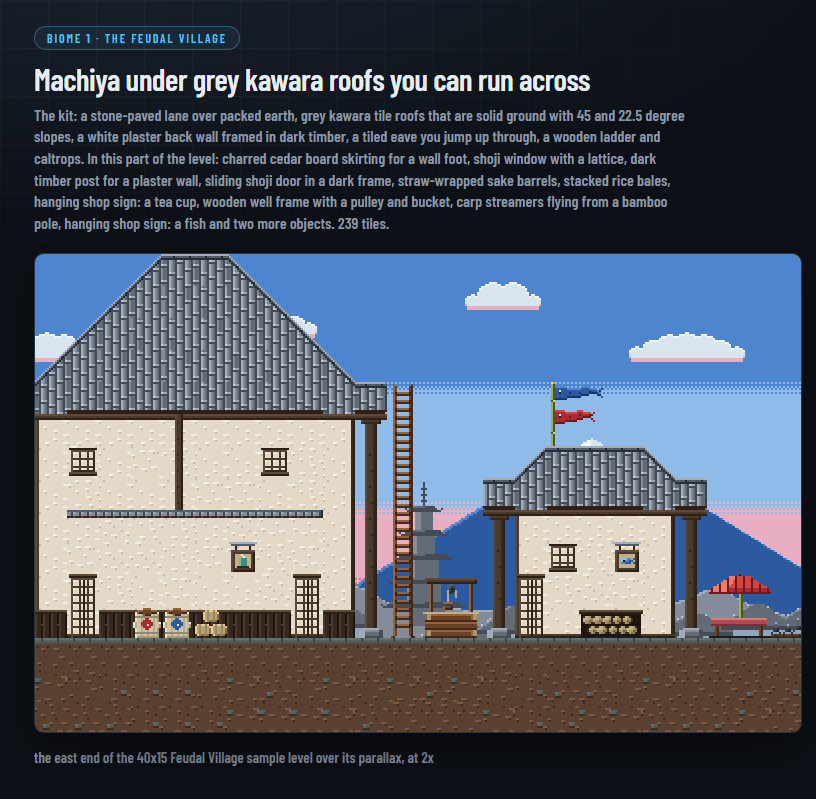 BIOME 1 · THE FEUDAL VILLAGE
Machiya under grey kawara roofs you can run across
The kit: a stone-paved lane over packed earth, grey kawara tile roofs that are solid ground with 45 and 22.5 degree
slopes, a white plaster back wall framed in dark timber, a tiled eave you jump up through, a wooden ladder and
caltrops. In this part of the level: charred cedar board skirting for a wall foot, shoji window with a lattice, dark
timber post for a plaster wall, sliding shoji door in a dark frame, straw-wrapped sake barrels, stacked rice bales,
hanging shop sign: a tea cup, wooden well frame with a pulley and bucket, carp streamers flying from a bamboo
pole, hanging shop sign: a fish and two more objects. 239 tiles.
the east end of the 40x15 Feudal Village sample level over its parallax, at 2x